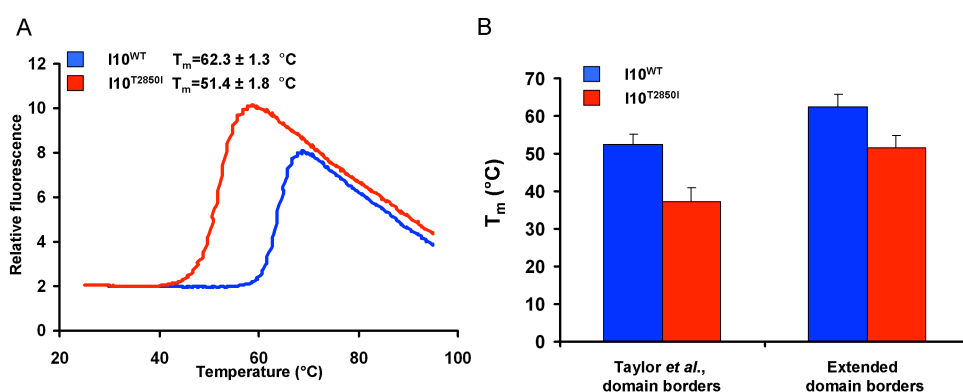 A
I10WT Tm=62.3 ± 1.3 °C
I10T2850I Tm=51.4 ± 1.8 °C
Relative fluorescence
12
10
8
6
4
2
0
20 40 60 80 100
Temperature (°C)
B
I10WT
I10T2850I
Tm (°C)
70
60
50
40
30
20
10
0
Taylor et al., Extended
domain borders domain borders